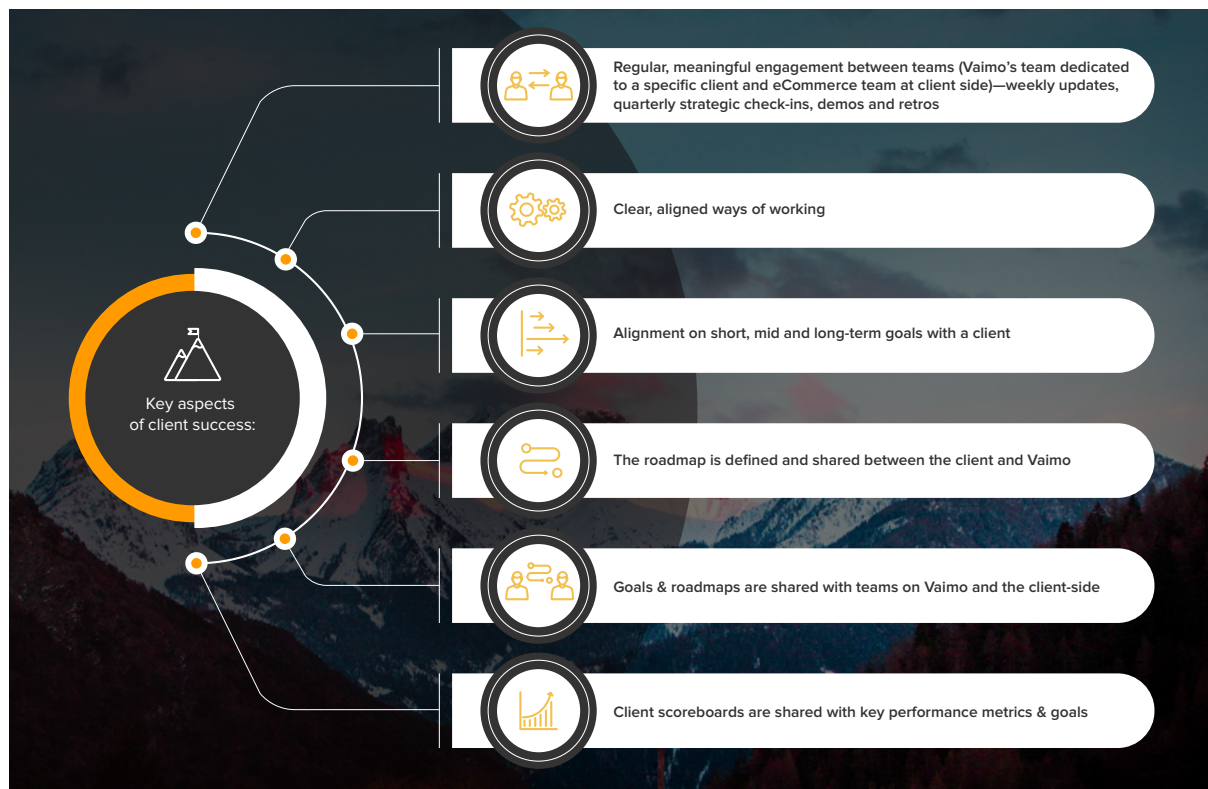 Regular, meaningful engagement between teams (Vaimo’s team dedicated
to a specific client and eCommerce team at client side)—weekly updates,
quarterly strategic check-ins, demos and retros
Clear, aligned ways of working
Alignment on short, mid and long-term goals with a client
Key aspects
of client success:
The roadmap is defined and shared between the client and Vaimo
Goals & roadmaps are shared with teams on Vaimo and the client-side
Client scoreboards are shared with key performance metrics & goals